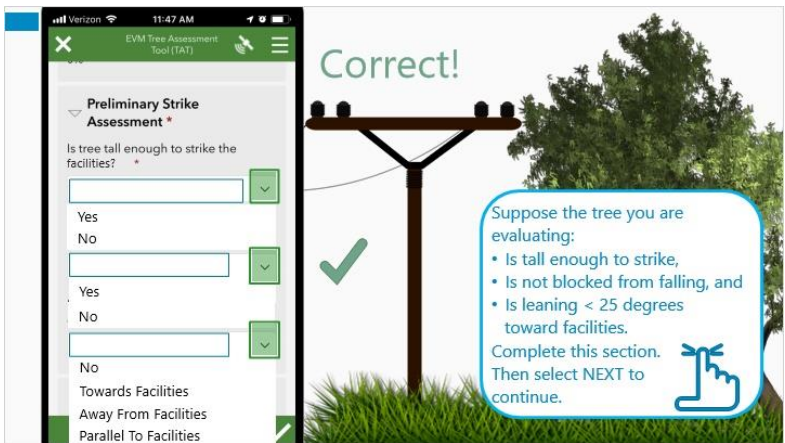 Verizon 11:47 AM
EVM Tree Assessment
Tool (TAT)
Preliminary Strike
Assessment *
Is tree tall enough to strike the
facilities? *
Yes
No
Yes
No
No
Towards Facilities
Away From Facilities
Parallel To Facilities
Correct!
Suppose the tree you are
evaluating:
• Is tall enough to strike,
• Is not blocked from falling, and
• Is leaning < 25 degrees
toward facilities.
Complete this section.
Then select NEXT to
continue.